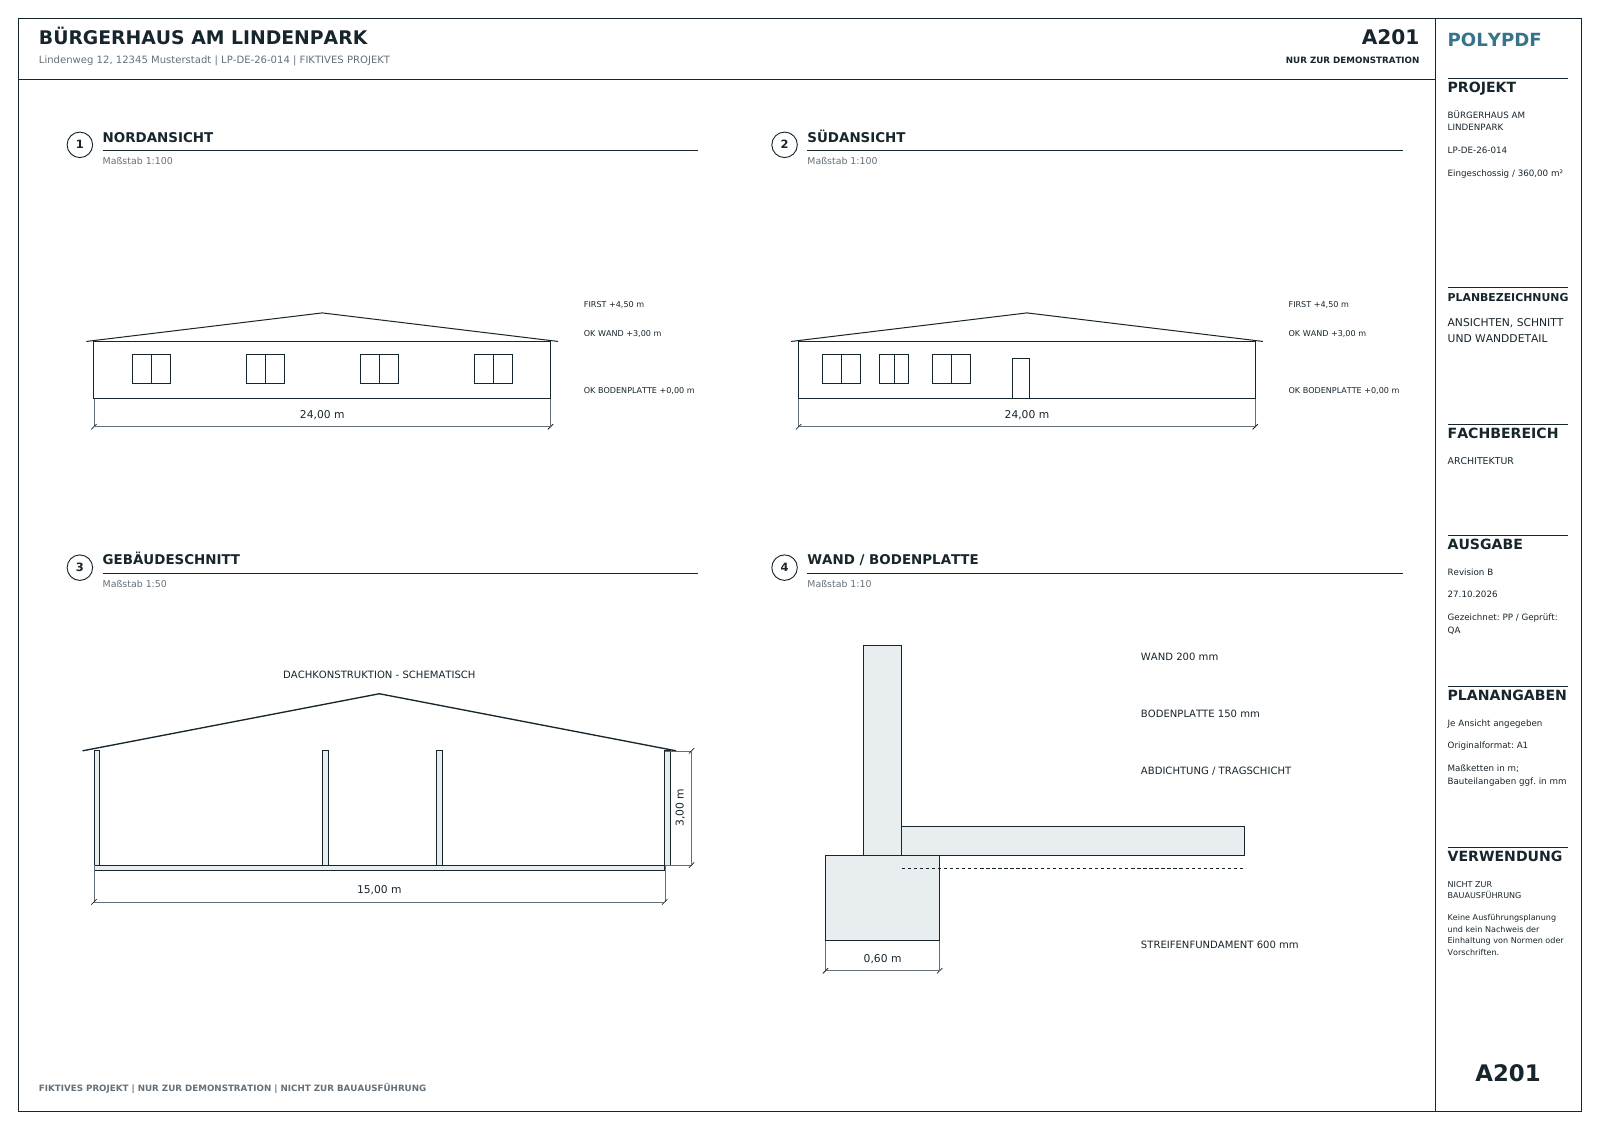 BÜRGERHAUS AM LINDENPARK
Lindenweg 12, 12345 Musterstadt | LP-DE-26-014 | FIKTIVES PROJEKT
A201
NUR ZUR DEMONSTRATION
1
NORDANSICHT
Maßstab 1:100
FIRST +4,50 m
OK WAND +3,00 m
OK BODENPLATTE +0,00 m
24,00 m
2
SÜDANSICHT
Maßstab 1:100
FIRST +4,50 m
OK WAND +3,00 m
OK BODENPLATTE +0,00 m
24,00 m
3
GEBÄUDESCHNITT
Maßstab 1:50
DACHKONSTRUKTION - SCHEMATISCH
3,00 m
15,00 m
4
WAND / BODENPLATTE
Maßstab 1:10
WAND 200 mm
BODENPLATTE 150 mm
ABDICHTUNG / TRAGSCHICHT
STREIFENFUNDAMENT 600 mm
0,60 m
FIKTIVES PROJEKT | NUR ZUR DEMONSTRATION | NICHT ZUR BAUAUSFÜHRUNG
POLYPDF
PROJEKT
BÜRGERHAUS AM
LINDENPARK
LP-DE-26-014
Eingeschossig / 360,00 m²
PLANBEZEICHNUNG
ANSICHTEN, SCHNITT
UND WANDDETAIL
FACHBEREICH
ARCHITEKTUR
AUSGABE
Revision B
27.10.2026
Gezeichnet: PP / Geprüft:
QA
PLANANGABEN
Je Ansicht angegeben
Originalformat: A1
Maßketten in m;
Bauteilangaben ggf. in mm
VERWENDUNG
NICHT ZUR
BAUAUSFÜHRUNG
Keine Ausführungsplanung
und kein Nachweis der
Einhaltung von Normen oder
Vorschriften.
A201